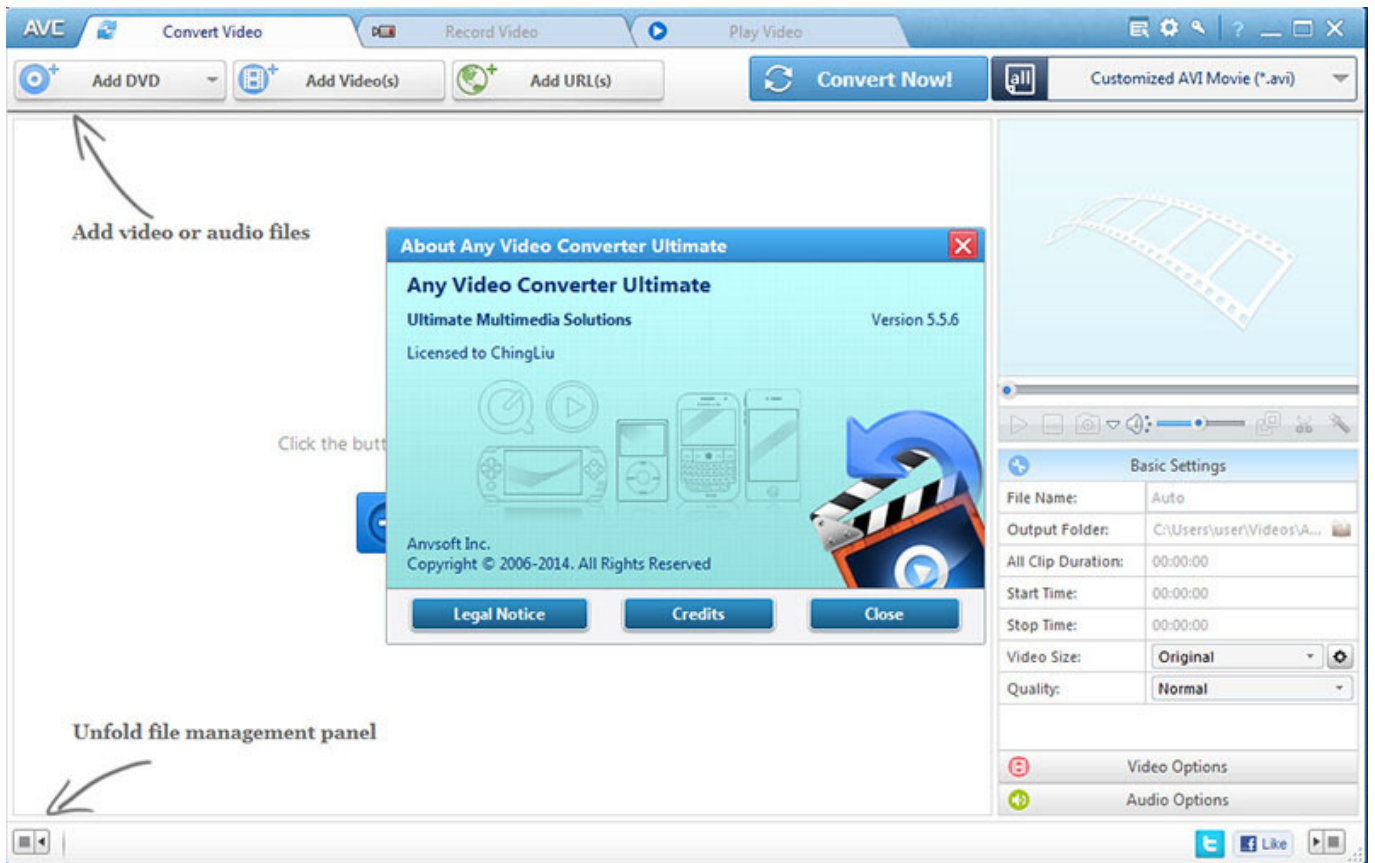 AVC
Convert Video
Record Video
Play Video
?
Add DVD
Add Video(s)
Add URL(s)
Convert Now!
all
Customized AVI Movie (*.avi)
Add video or audio files
About Any Video Converter Ultimate
Any Video Converter Ultimate
Ultimate Multimedia Solutions
Version 5.5.6
Licensed to ChingLiu
Click the butt
Anvsoft Inc.
Copyright © 2006-2014. All Rights Reserved
Legal Notice
Credits
Close
Basic Settings
File Name:
Auto
Output Folder:
C:\Users\user\Videos\A...
All Clip Duration:
00:00:00
Start Time:
00:00:00
Stop Time:
00:00:00
Video Size:
Original
Quality:
Normal
Unfold file management panel
Video Options
Audio Options
Like